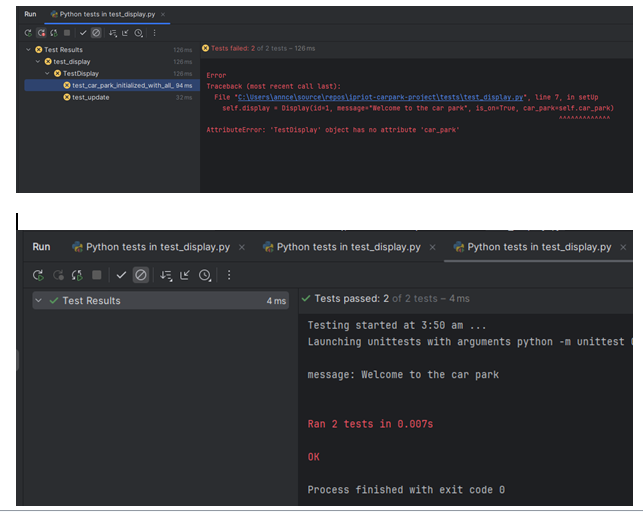 Run Python tests in test_display.py ×
Test Results 126 ms
Tests failed: 2 of 2 tests – 126 ms
test_display 126 ms
TestDisplay 126 ms
test_car_park_initialized_with_all_ 94 ms
test_update 32 ms
Error
Traceback (most recent call last):
File "C:\Users\annce\source\repos\ipriot-carpark-project\tests\test_display.py", line 7, in setUp
self.display = Display(id=1, message="Welcome to the car park", is_on=True, car_park=self.car_park)
^^^^^^^^^^^^^
AttributeError: 'TestDisplay' object has no attribute 'car_park'
Run Python tests in test_display.py × Python tests in test_display.py × Python tests in test_display.py ×
Test Results 4 ms
Tests passed: 2 of 2 tests – 4 ms
Testing started at 3:50 am ...
Launching unittests with arguments python -m unittest
message: Welcome to the car park
Ran 2 tests in 0.007s
OK
Process finished with exit code 0